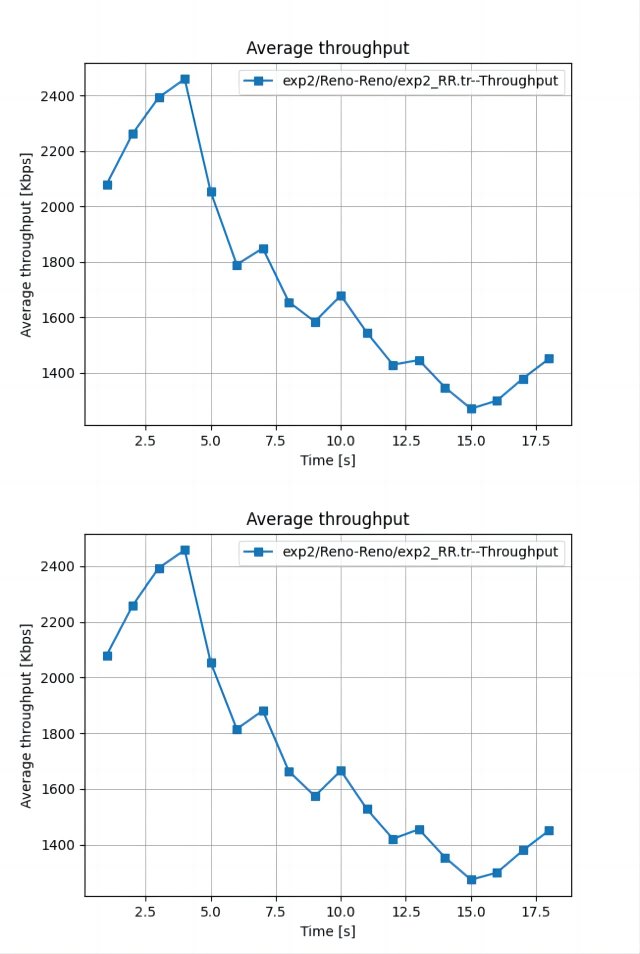 Average throughput
exp2/Reno-Reno/exp2_RR.tr--Throughput
2400
2200
2000
1800
1600
1400
Average throughput [Kbps]
2.5 5.0 7.5 10.0 12.5 15.0 17.5
Time [s]
Average throughput
exp2/Reno-Reno/exp2_RR.tr--Throughput
2400
2200
2000
1800
1600
1400
Average throughput [Kbps]
2.5 5.0 7.5 10.0 12.5 15.0 17.5
Time [s]